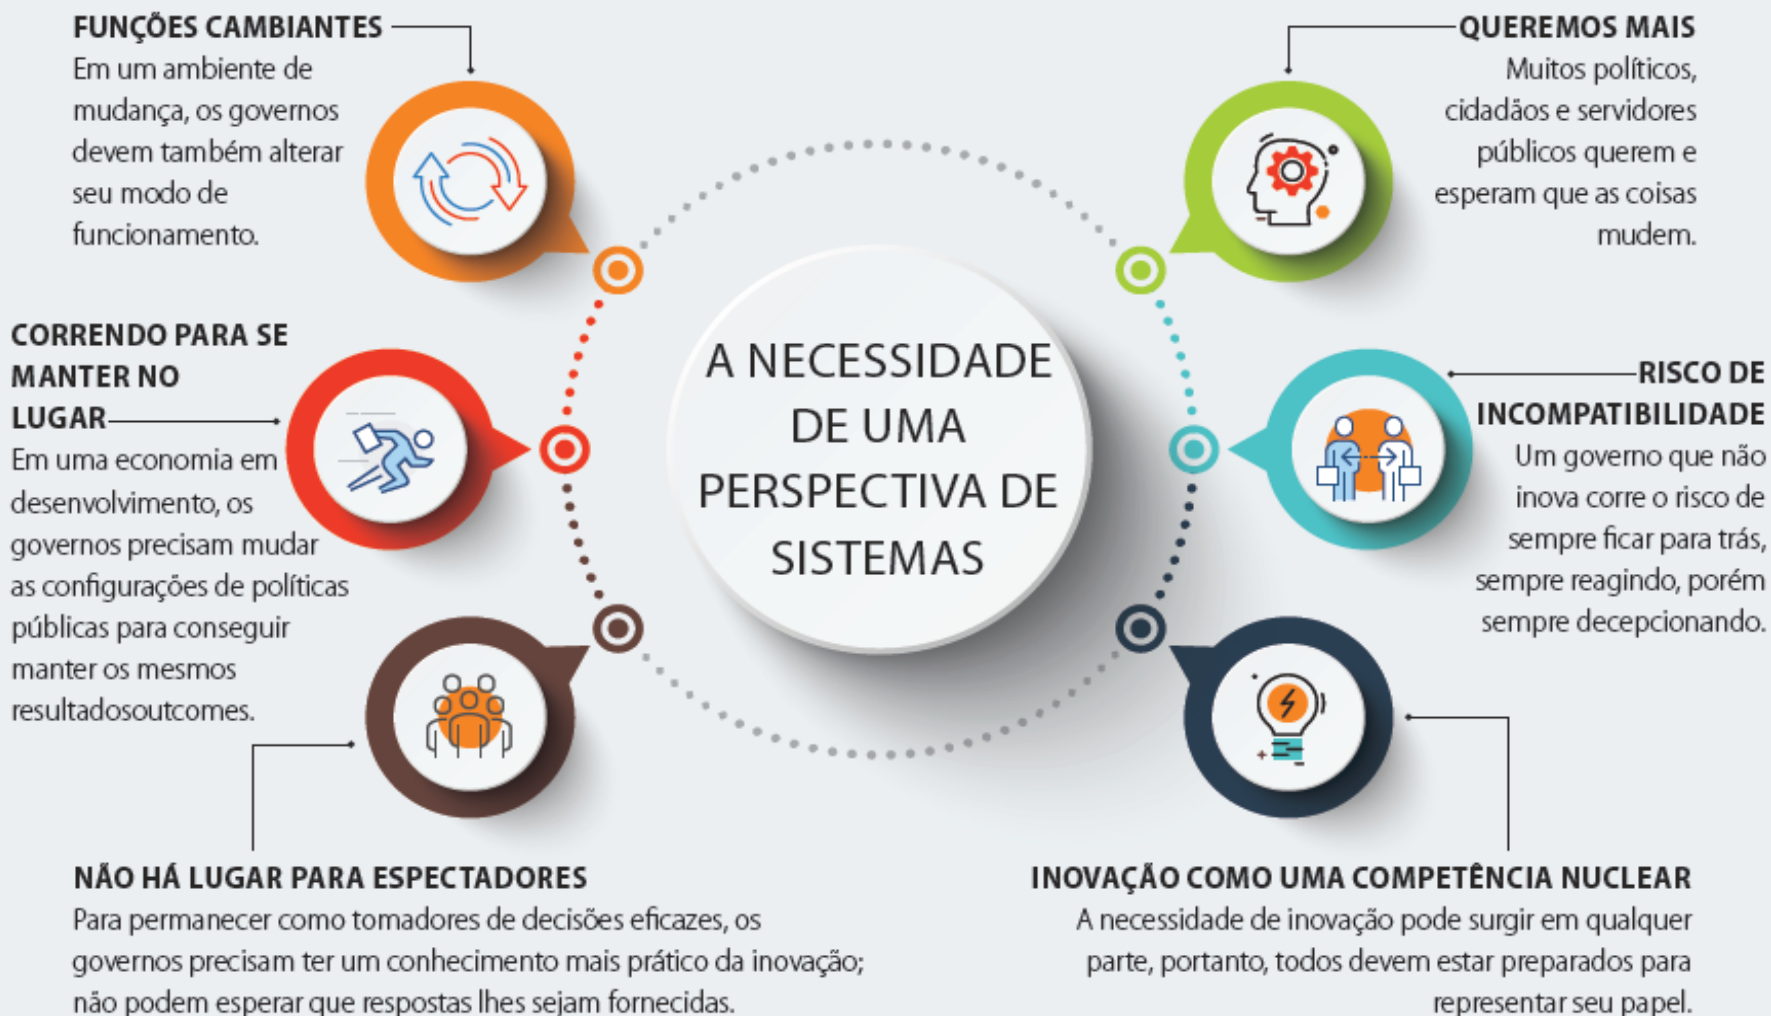 FUNÇÕES CAMBIANTES
Em um ambiente de
mudança, os governos
devem também alterar
seu modo de
funcionamento.
CORRENDO PARA SE
MANTER NO
LUGAR
Em uma economia em
desenvolvimento, os
governos precisam mudar
as configurações de políticas
públicas para conseguir
manter os mesmos
resultadosoutcomes.
NÃO HÁ LUGAR PARA ESPECTADORES
Para permanecer como tomadores de decisões eficazes, os
governos precisam ter um conhecimento mais prático da inovação;
não podem esperar que respostas lhes sejam fornecidas.
A NECESSIDADE
DE UMA
PERSPECTIVA DE
SISTEMAS
QUEREMOS MAIS
Muitos políticos,
cidadãos e servidores
públicos querem e
esperam que as coisas
mudem.
RISCO DE
INCOMPATIBILIDADE
Um governo que não
inova corre o risco de
sempre ficar para trás,
sempre reagindo, porém
sempre decepcionando.
INOVAÇÃO COMO UMA COMPETÊNCIA NUCLEAR
A necessidade de inovação pode surgir em qualquer
parte, portanto, todos devem estar preparados para
representar seu papel.